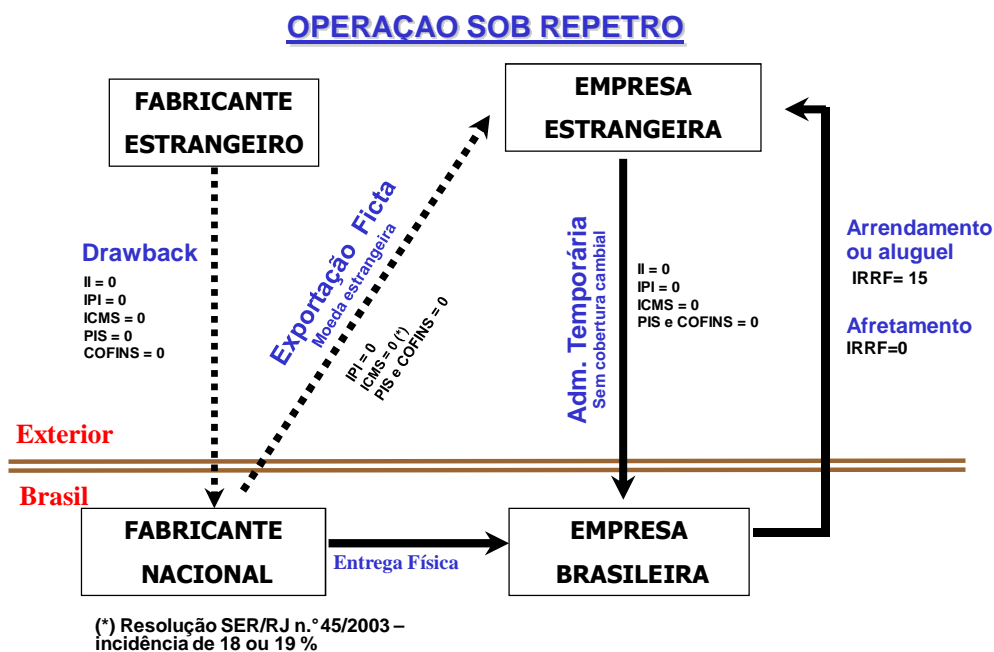 OPERAÇAO SOB REPETRO
FABRICANTE
ESTRANGEIRO
EMPRESA
ESTRANGEIRA
Drawback
II = 0
IPI = 0
ICMS = 0
PIS = 0
COFINS = 0
Exportação Ficta
Moeda estrangeira
IPI = 0
ICMS = 0 (*)
PIS e COFINS = 0
Adm. Temporária
Sem cobertura cambial
II = 0
IPI = 0
ICMS = 0
PIS e COFINS = 0
Arrendamento
ou aluguel
IRRF= 15
Afretamento
IRRF=0
Exterior
Brasil
FABRICANTE
NACIONAL
Entrega Física
EMPRESA
BRASILEIRA
(*) Resolução SER/RJ n.° 45/2003 –
incidência de 18 ou 19 %